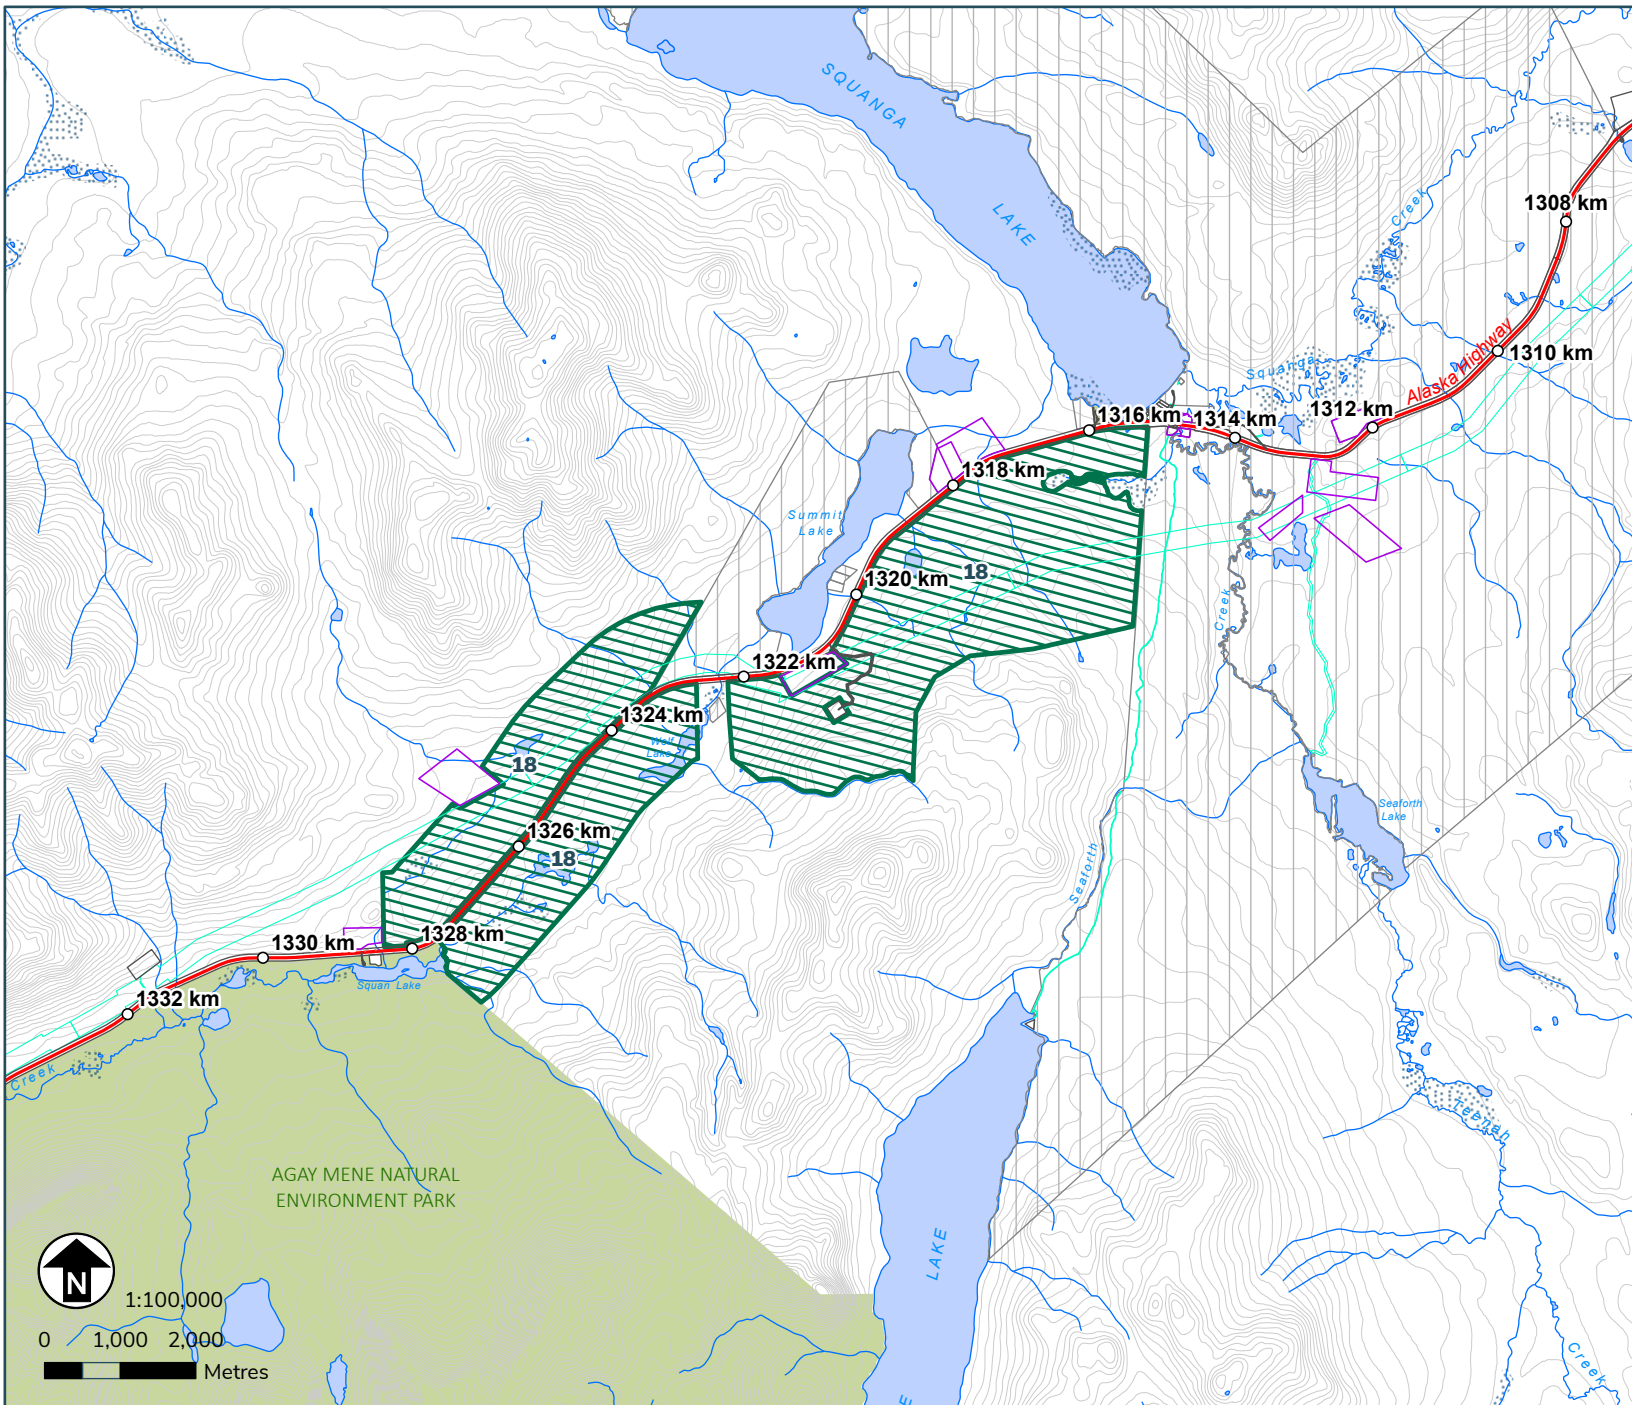 SQUANGA
LAKE
Creek
1308 km
Alaska Highway
1310 km
Squanga
1312 km
1314 km
1316 km
1318 km
Summit
Lake
1320 km
18
Creek
1322 km
1324 km
Wolf
Lake
18
1326 km
18
Seaforth
Lake
Seaforth
1328 km
1330 km
Squan Lake
1332 km
Creek
Teenah
AGAY MENE NATURAL
ENVIRONMENT PARK
LAKE
N
1:100,000
0 1,000 2,000
Metres
Creek
E